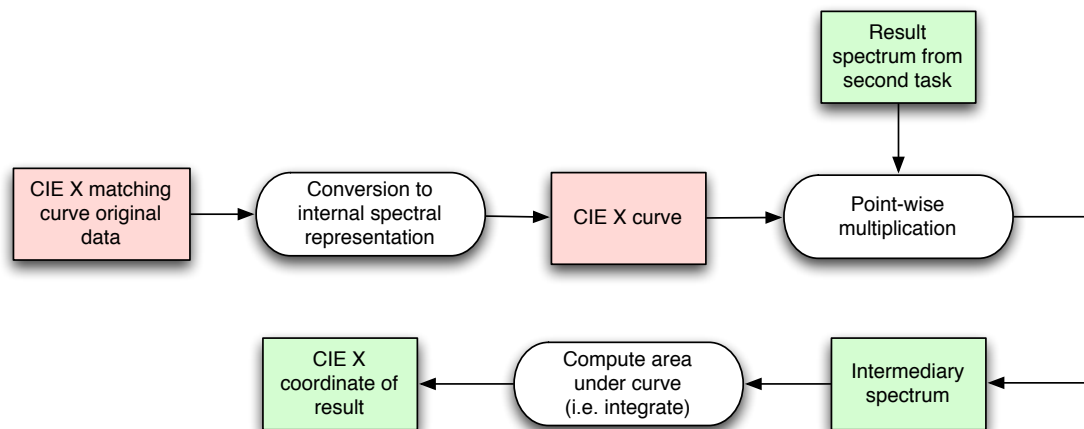 Result
spectrum from
second task
CIE X matching
curve original
data
Conversion to
internal spectral
representation
CIE X curve
Point-wise
multiplication
CIE X
coordinate of
result
Compute area
under curve
(i.e. integrate)
Intermediary
spectrum